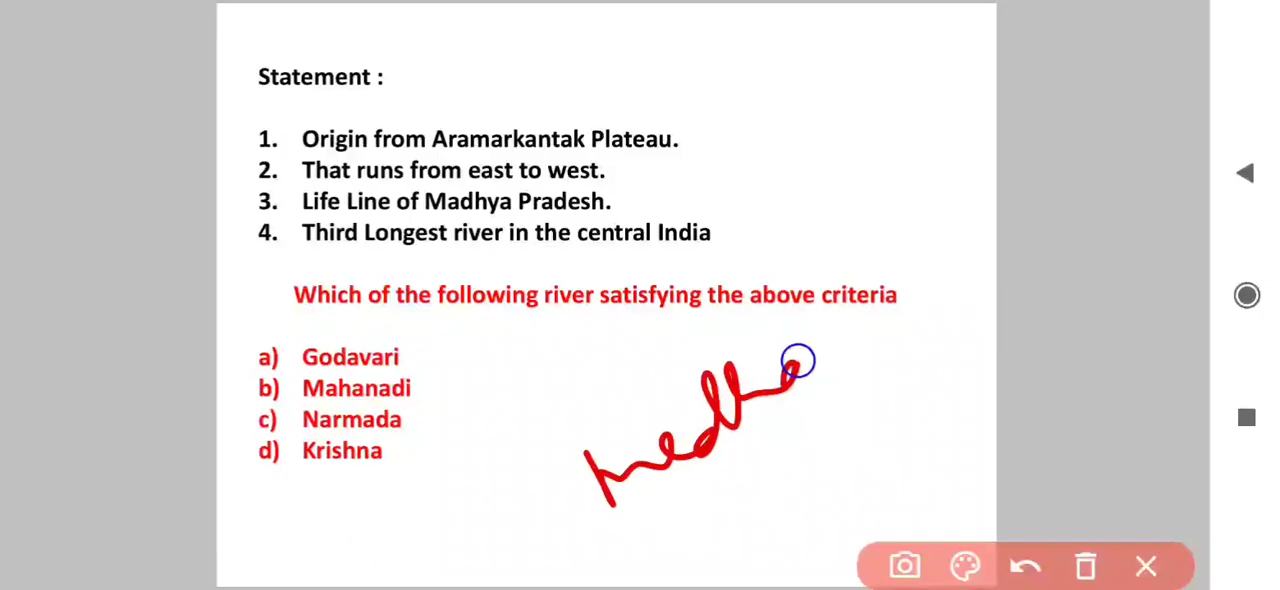 Statement :
1. Origin from Aramarkantak Plateau.
2. That runs from east to west.
3. Life Line of Madhya Pradesh.
4. Third Longest river in the central India
Which of the following river satisfying the above criteria
a) Godavari
b) Mahanadi
c) Narmada
d) Krishna